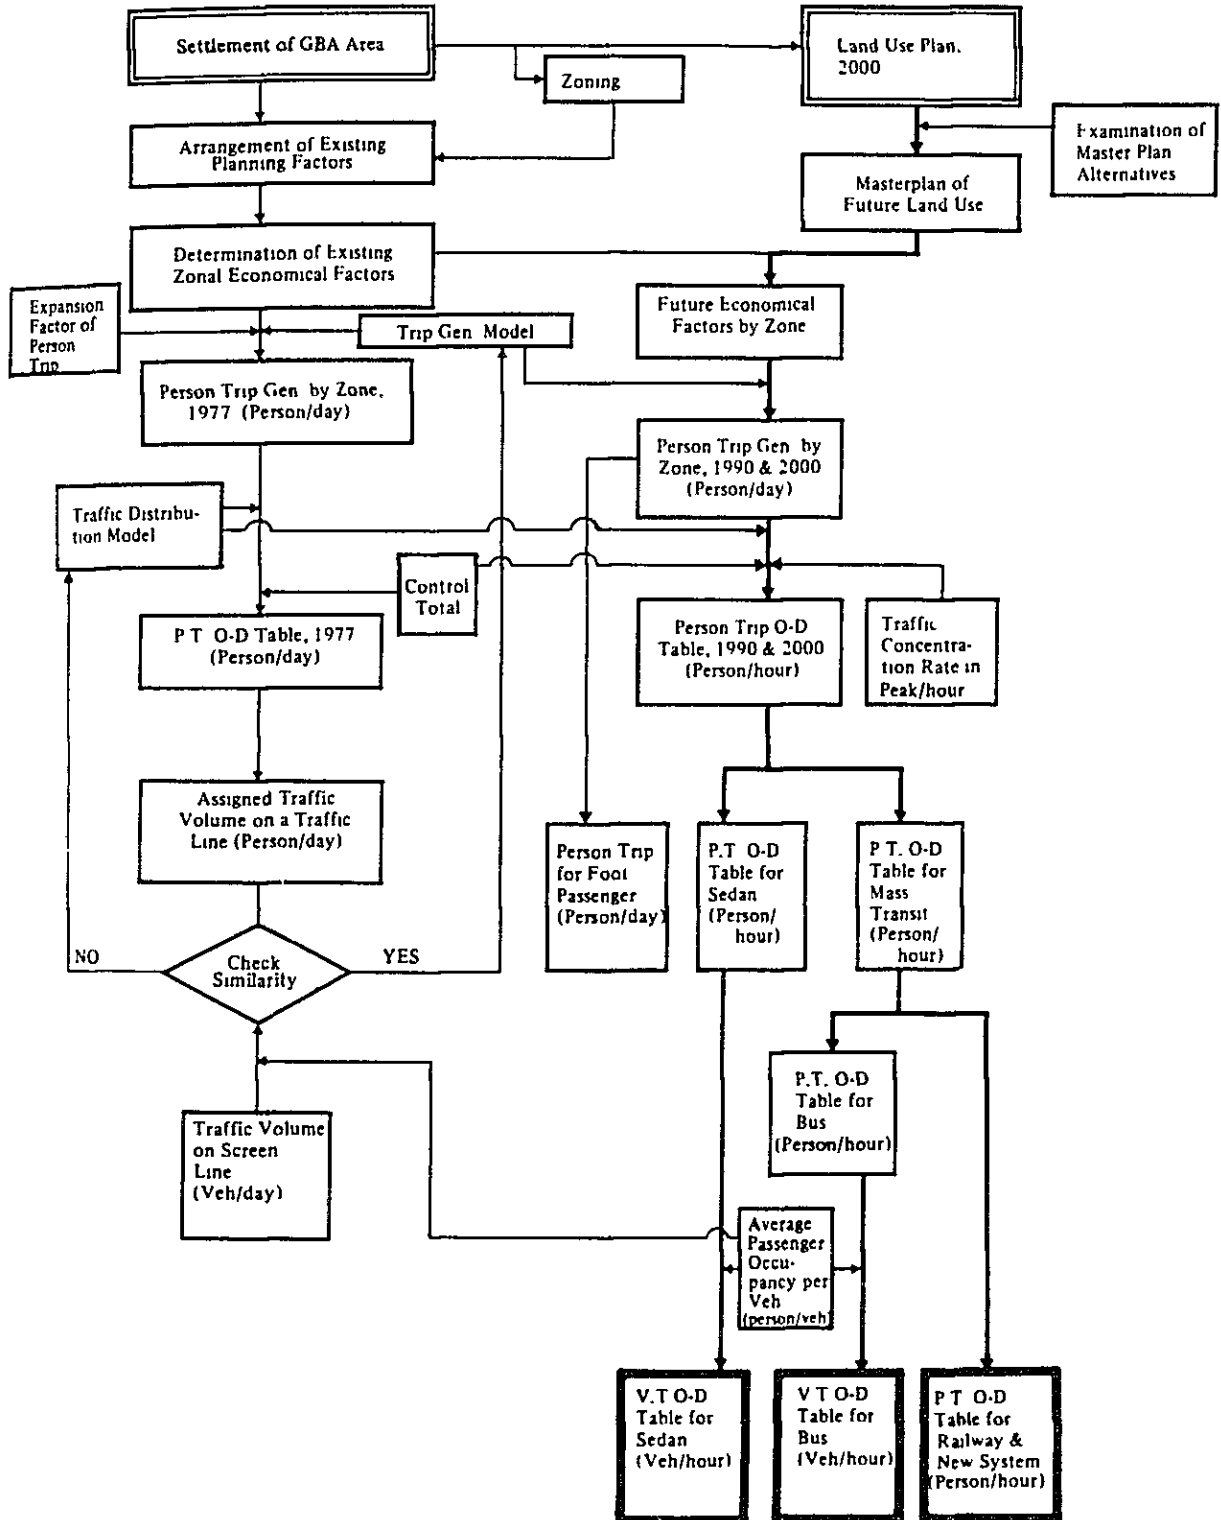 Settlement of GBA Area
Land Use Plan,
2000
Zoning
Arrangement of Existing
Planning Factors
Examination of
Master Plan
Alternatives
Masterplan of
Future Land Use
Determination of Existing
Zonal Economical Factors
Expansion
Factor of
Person
Trip
Trip Gen Model
Future Economical
Factors by Zone
Person Trip Gen by Zone,
1977 (Person/day)
Person Trip Gen by
Zone, 1990 & 2000
(Person/day)
Traffic Distribu-
tion Model
Control
Total
P T O-D Table, 1977
(Person/day)
Person Trip O-D
Table, 1990 & 2000
(Person/hour)
Traffic
Concentra-
tion Rate in
Peak/hour
Assigned Traffic
Volume on a Traffic
Line (Person/day)
Person Trip
for Foot
Passenger
(Person/day)
P.T O-D
Table for
Sedan
(Person/
hour)
P T. O-D
Table for
Mass
Transit
(Person/
hour)
NO
Check
Similarity
YES
P.T. O-D
Table for
Bus
(Person/hour)
Traffic Volume
on Screen
Line
(Veh/day)
Average
Passenger
Occu-
pancy per
Veh
(person/veh)
V.T O-D
Table for
Sedan
(Veh/hour)
V T O-D
Table for
Bus
(Veh/hour)
P T O-D
Table for
Railway &
New System
(Person/hour)